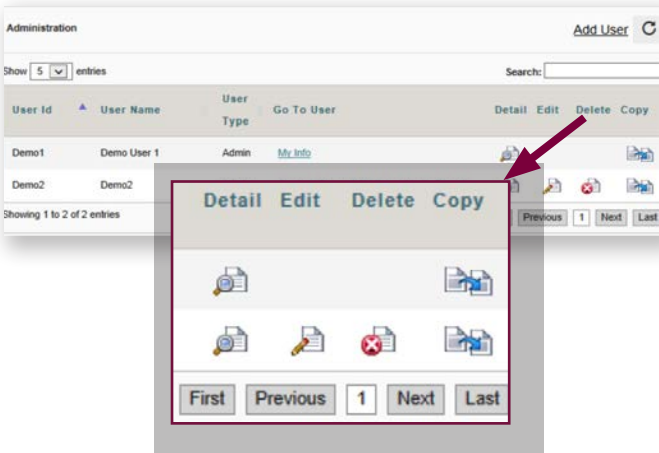 Administration
Add User
Show 5 entries
Search:
User Id User Name User Type Go To User Detail Edit Delete Copy
Demo1 Demo User 1 Admin My Info
Demo2 Demo2
Showing 1 to 2 of 2 entries
Previous 1 Next Last
Detail Edit Delete Copy
First Previous 1 Next Last